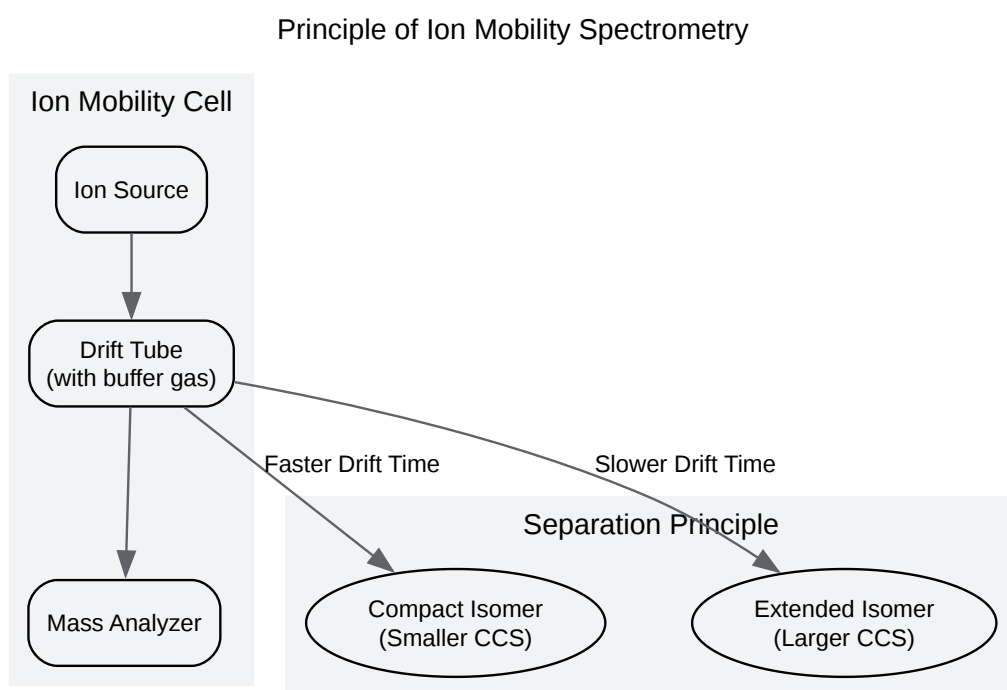 Principle of Ion Mobility Spectrometry
Ion Mobility Cell
Ion Source
Drift Tube
(with buffer gas)
Faster Drift Time
Slower Drift Time
Separation Principle
Mass Analyzer
Compact Isomer
(Smaller CCS)
Extended Isomer
(Larger CCS)